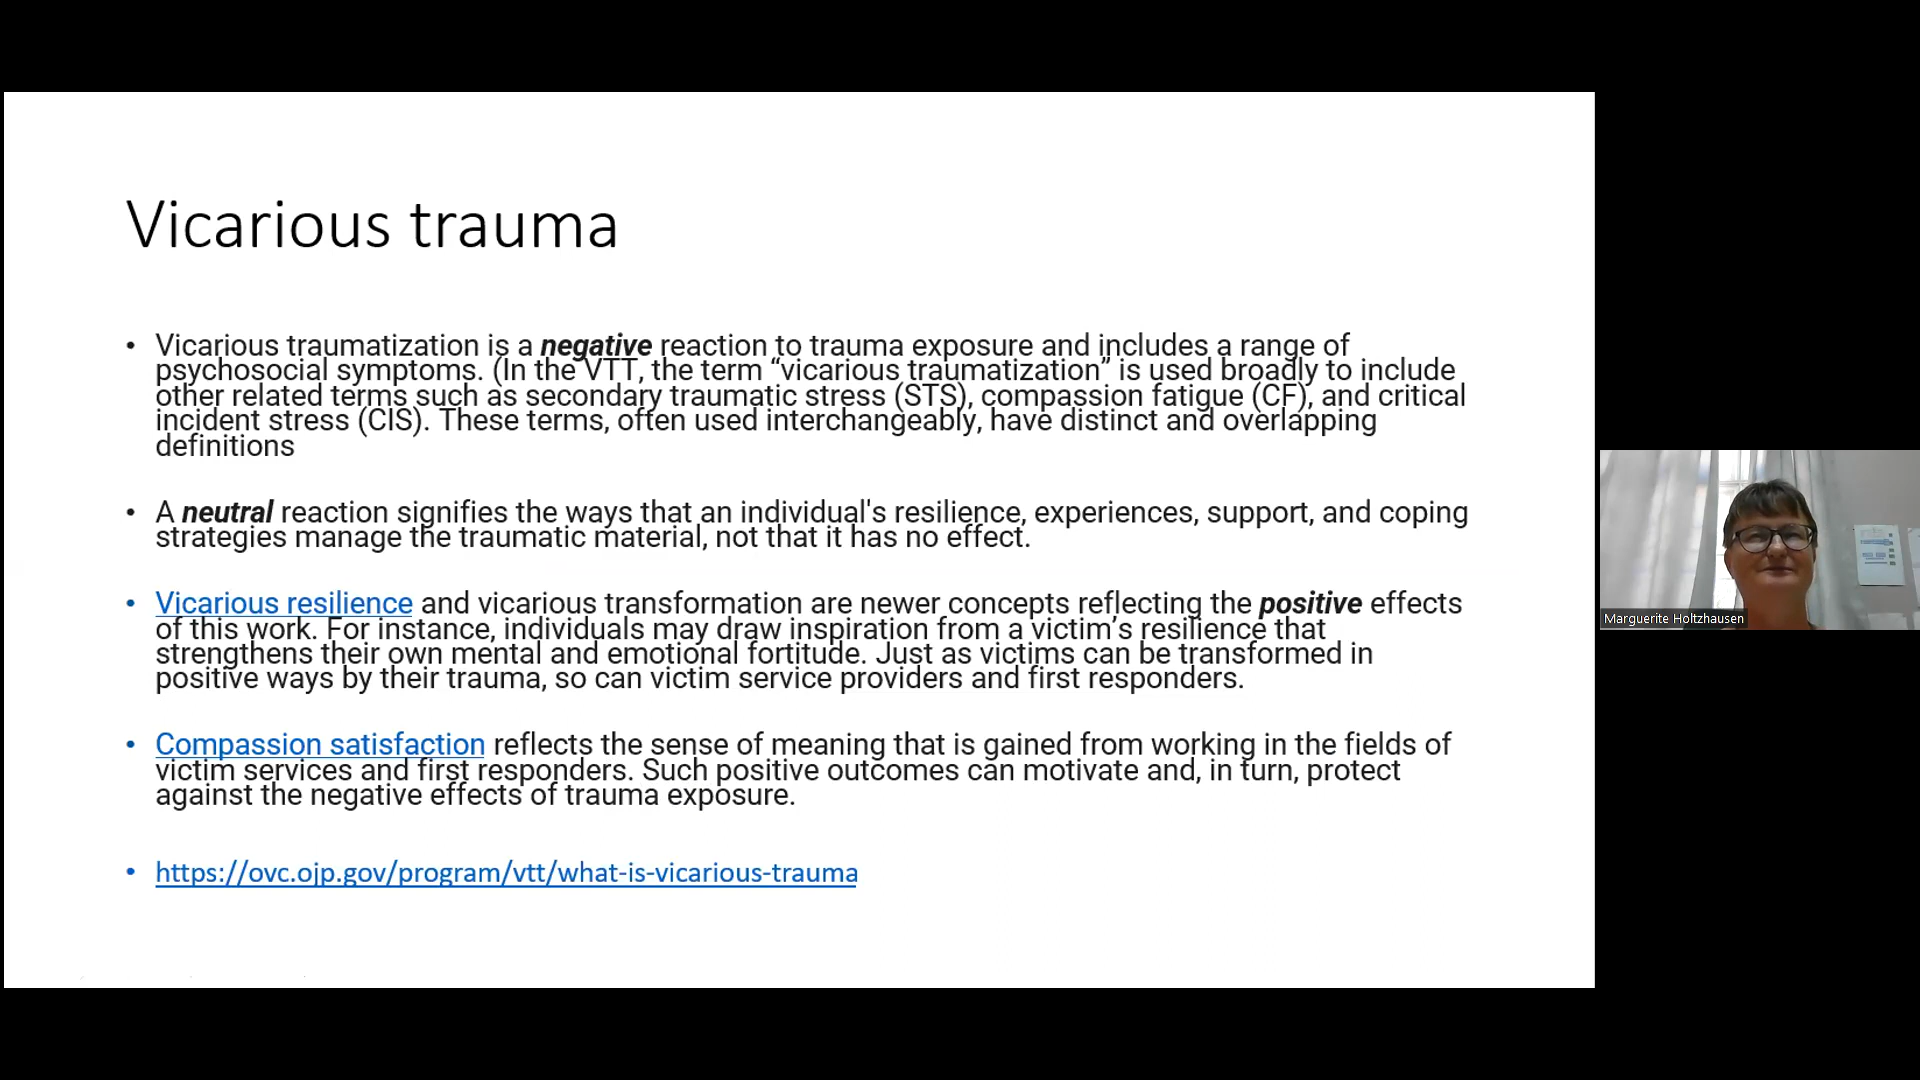 Vicarious trauma
• Vicarious traumatization is a negative reaction to trauma exposure and includes a range of
psychosocial symptoms. (In the VTT, the term “vicarious traumatization” is used broadly to include
other related terms such as secondary traumatic stress (STS), compassion fatigue (CF), and critical
incident stress (CIS). These terms, often used interchangeably, have distinct and overlapping
definitions
• A neutral reaction signifies the ways that an individual's resilience, experiences, support, and coping
strategies manage the traumatic material, not that it has no effect.
• Vicarious resilience and vicarious transformation are newer concepts reflecting the positive effects
of this work. For instance, individuals may draw inspiration from a victim’s resilience that
strengthens their own mental and emotional fortitude. Just as victims can be transformed in
positive ways by their trauma, so can victim service providers and first responders.
• Compassion satisfaction reflects the sense of meaning that is gained from working in the fields of
victim services and first responders. Such positive outcomes can motivate and, in turn, protect
against the negative effects of trauma exposure.
• https://ovc.ojp.gov/program/vtt/what-is-vicarious-trauma
Marguerite Holtzhausen